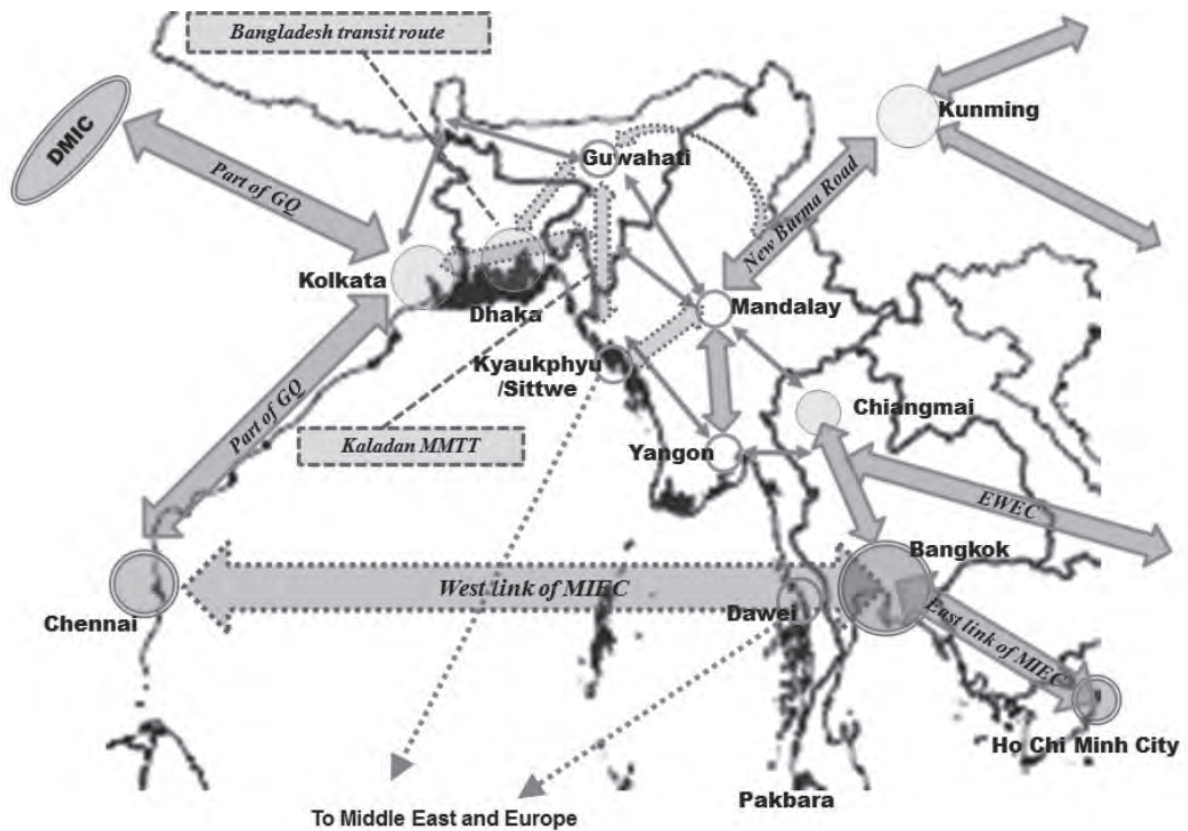 Bangladesh transit route
DMIC
Kunming
Part of GQ
Guwahati
New Burma Road
Kolkata
Dhaka
Mandalay
Kyaukphyu
/Sittwe
Part of GQ
Chiangmai
Kaladan MMTT
Yangon
EWEC
Bangkok
West link of MIEC
Chennai
Dawei
East link of MIEC
Ho Chi Minh City
Pakbara
To Middle East and Europe